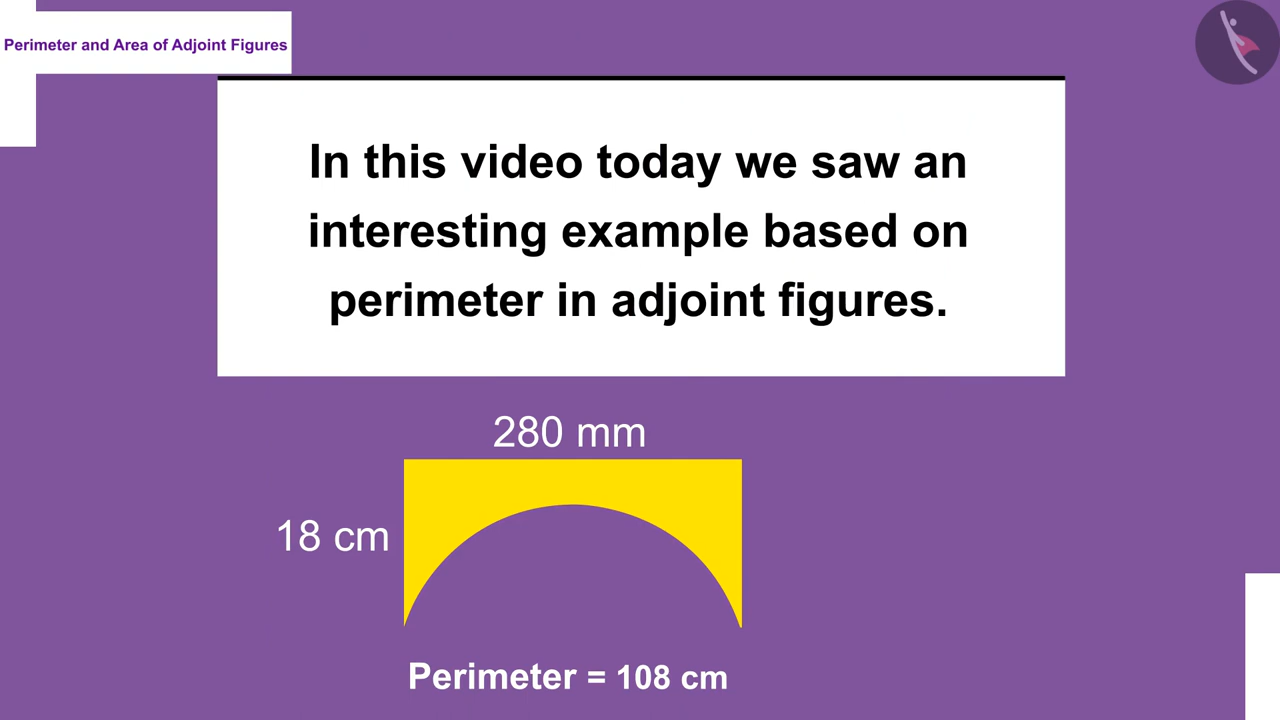 Perimeter and Area of Adjoint Figures
In this video today we saw an
interesting example based on
perimeter in adjoint figures.
280 mm
18 cm
Perimeter = 108 cm